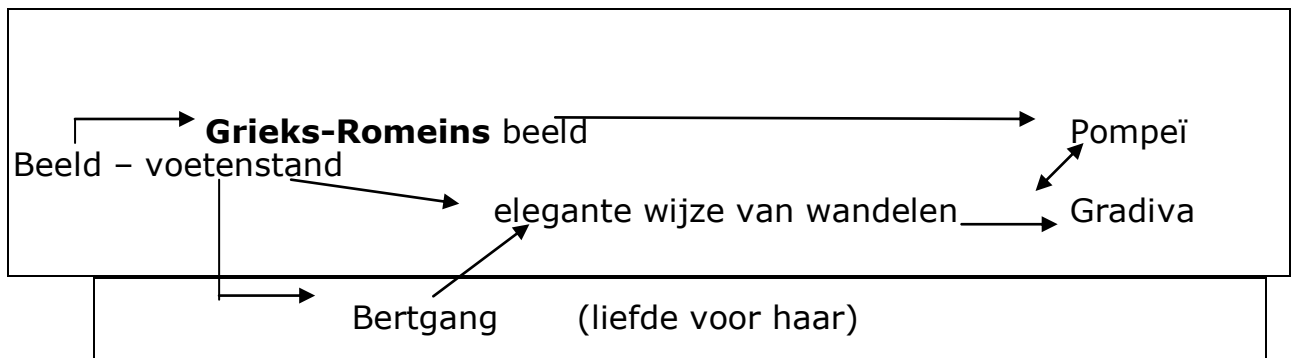 Grieks-Romeins beeld Pompeï
Beeld – voetenstand
elegante wijze van wandelen Gradiva
Bertgang (liefde voor haar)